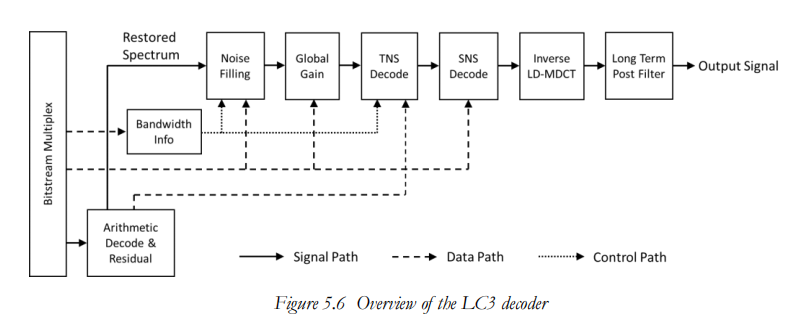 Restored
Spectrum
Noise
Filling
Global
Gain
TNS
Decode
SNS
Decode
Inverse
LD-MDCT
Long Term
Post Filter
Output Signal
Bitstream Multiplex
Bandwidth
Info
Arithmetic
Decode &
Residual
Signal Path
Data Path
Control Path
Figure 5.6 Overview of the LC3 decoder